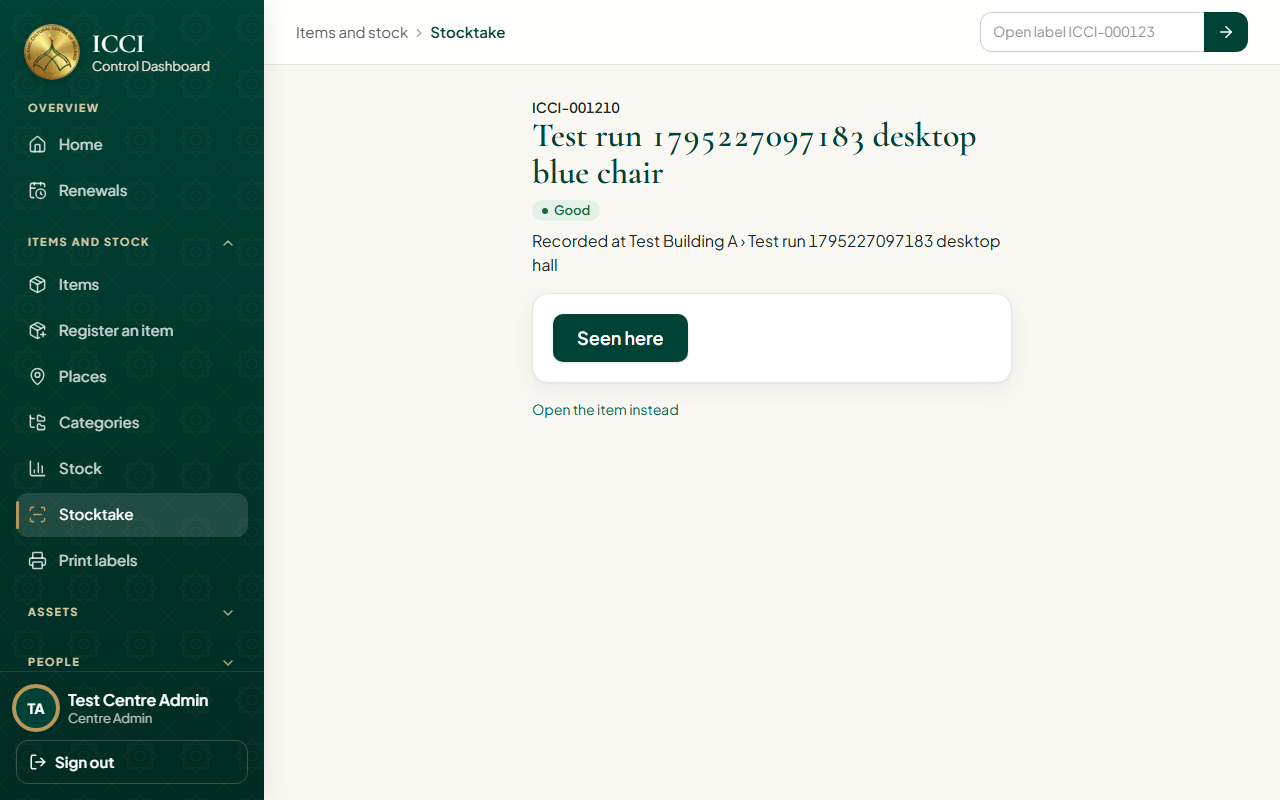 ICCI
Control Dashboard
OVERVIEW
Home
Renewals
ITEMS AND STOCK
Items
Register an item
Places
Categories
Stock
Stocktake
Print labels
ASSETS
PEOPLE
TA
Test Centre Admin
Centre Admin
Sign out
Items and stock › Stocktake
Open label ICCI-000123
ICCI-001210
Test run 1795227097183 desktop
blue chair
Good
Recorded at Test Building A › Test run 1795227097183 desktop
hall
Seen here
Open the item instead